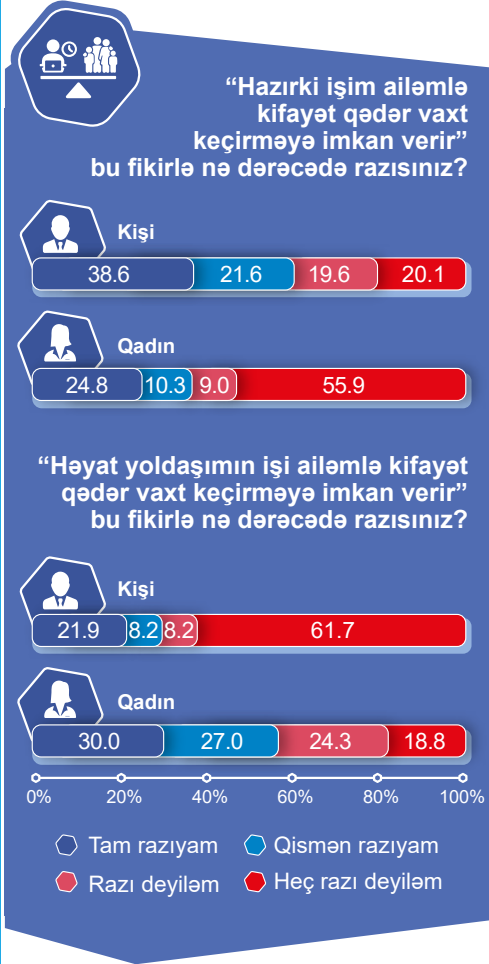 “Hazırki işim ailəmlə
kifayət qədər vaxt
keçirməyə imkan verir”
bu fikirlə nə dərəcədə razısınız?
Kişi
38.6 21.6 19.6 20.1
Qadın
24.8 10.3 9.0 55.9
“Həyat yoldaşımın işi ailəmlə kifayət
qədər vaxt keçirməyə imkan verir”
bu fikirlə nə dərəcədə razısınız?
Kişi
21.9 8.2 8.2 61.7
Qadın
30.0 27.0 24.3 18.8
0% 20% 40% 60% 80% 100%
Tam razıyam Qismən razıyam
Razı deyiləm Heç razı deyiləm